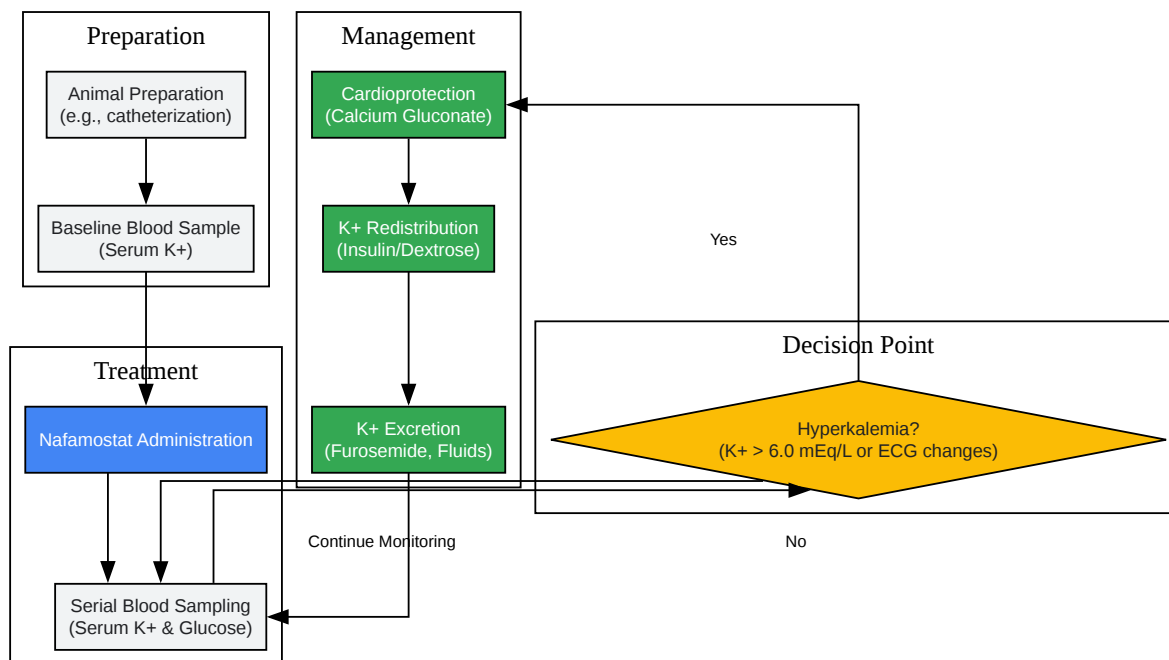 Preparation
Animal Preparation
(e.g., catheterization)
Baseline Blood Sample
(Serum K+)
Management
Cardioprotection
(Calcium Gluconate)
K+ Redistribution
(Insulin/Dextrose)
K+ Excretion
(Furosemide, Fluids)
Yes
Decision Point
Hyperkalemia?
(K+ > 6.0 mEq/L or ECG changes)
Treatment
Nafamostat Administration
Continue Monitoring
No
Serial Blood Sampling
(Serum K+ & Glucose)